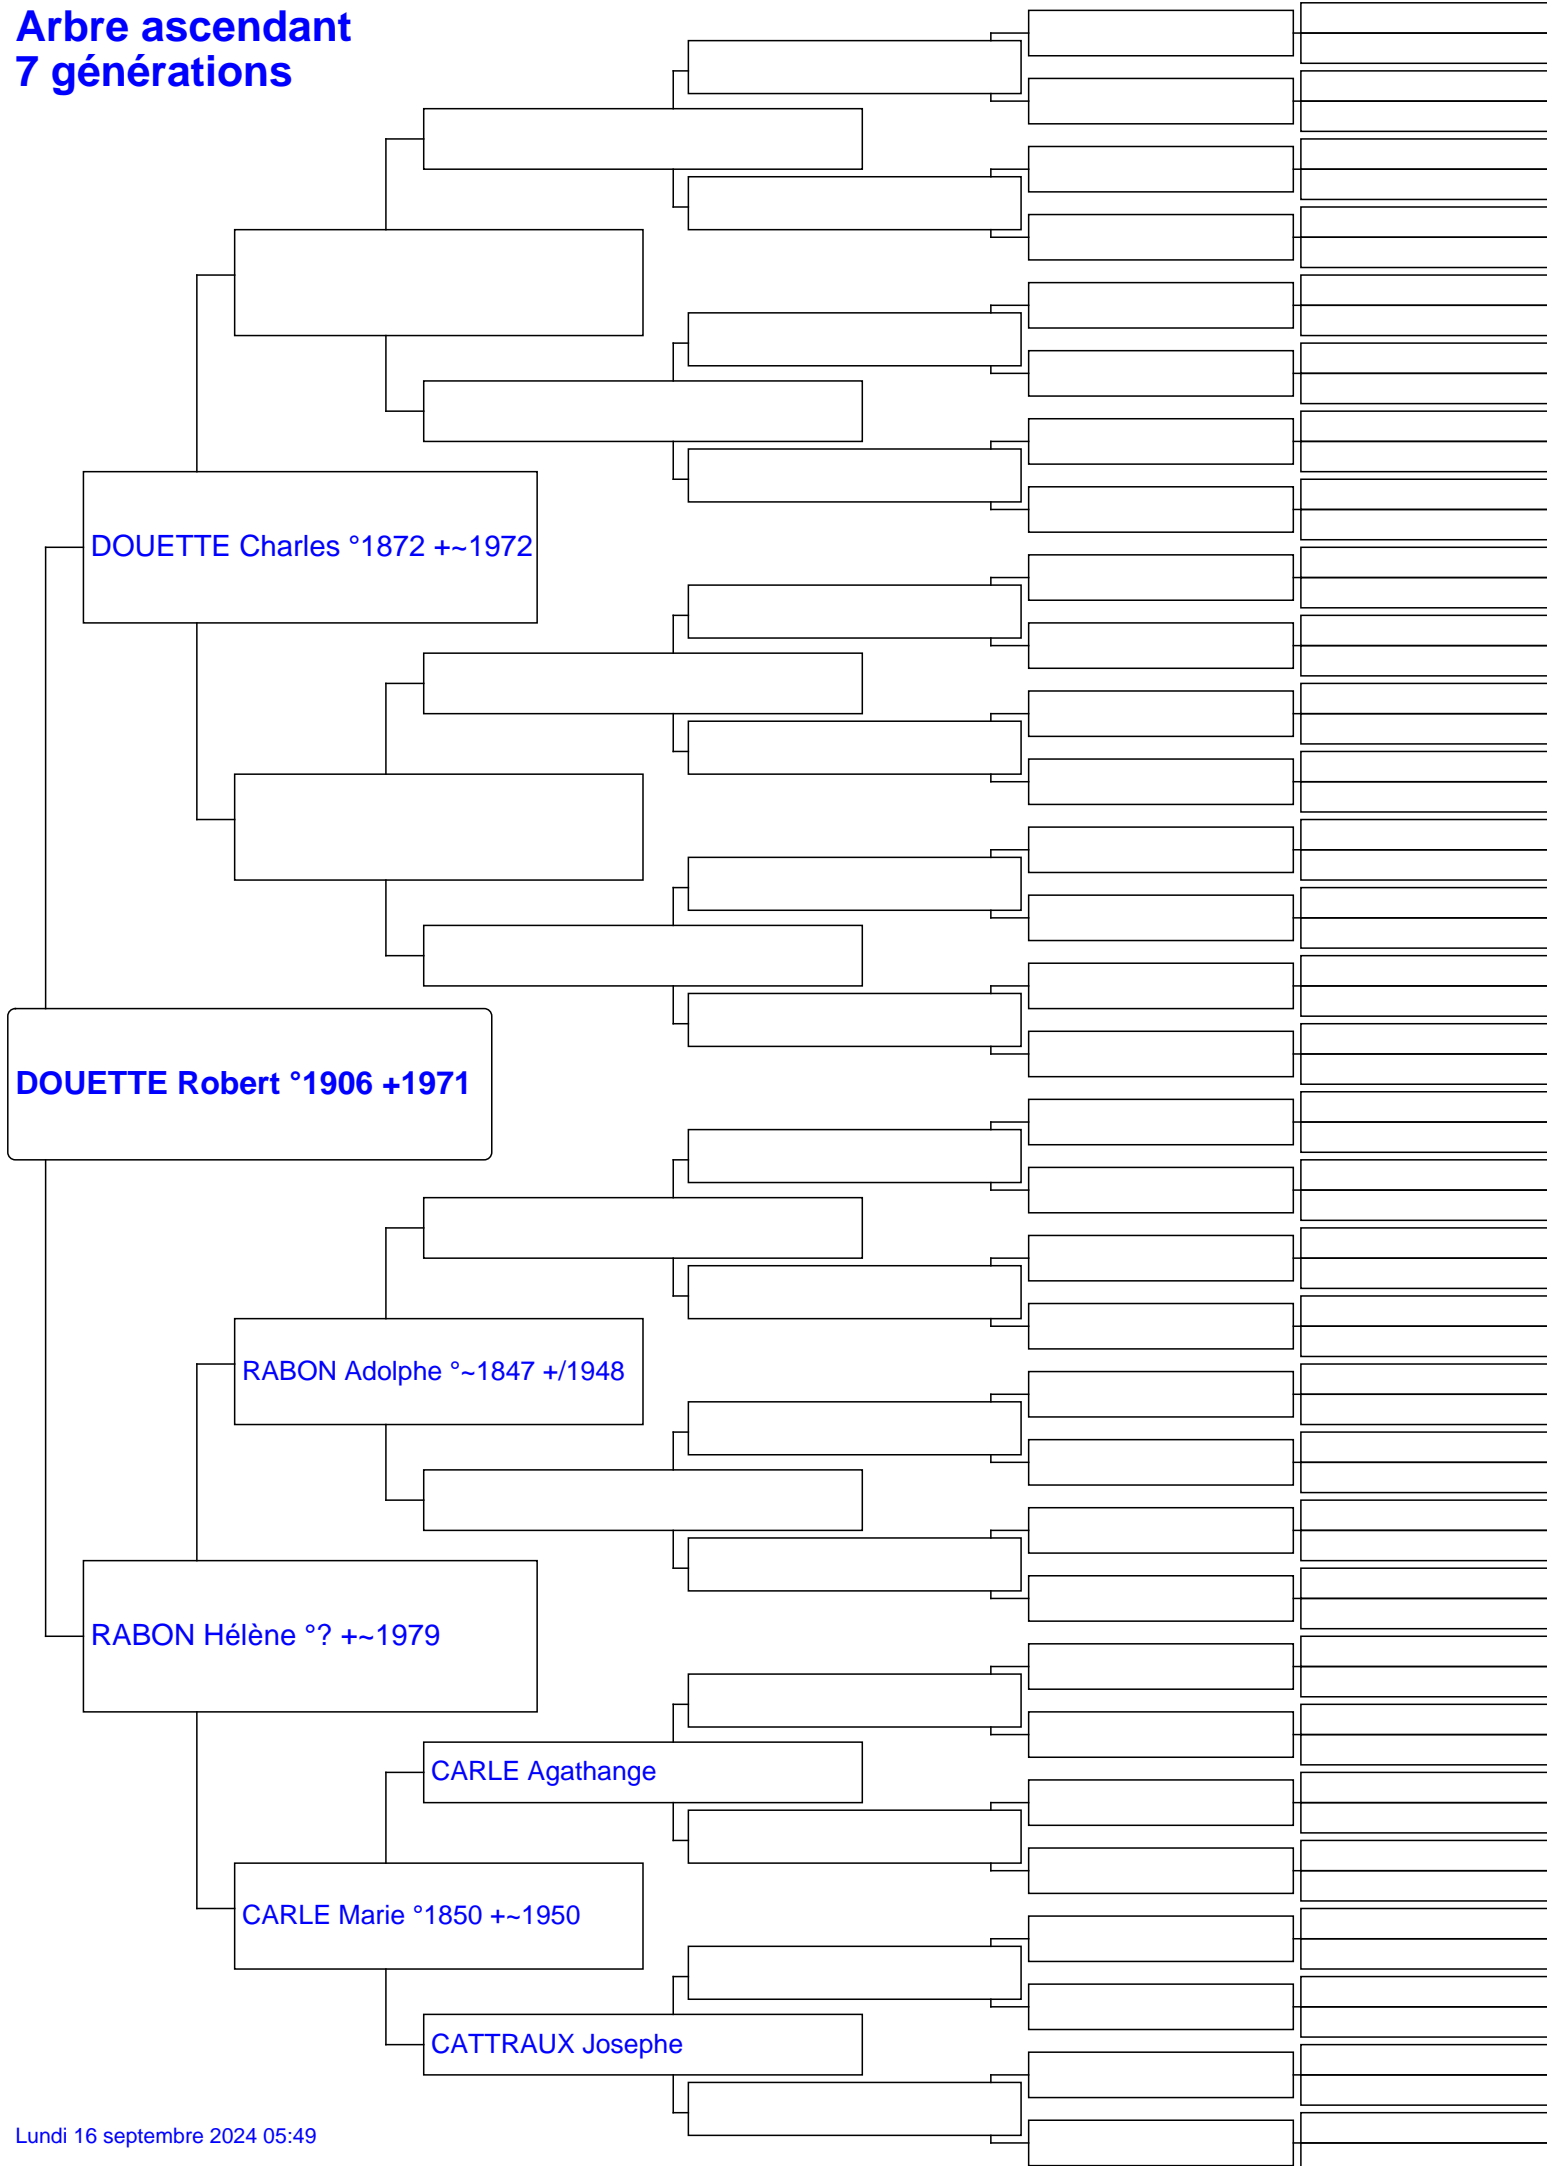 Arbre ascendant
7 générations
DOUETTE Charles °1872 +~1972
DOUETTE Robert °1906 +1971
RABON Adolphe °~1847 +/1948
RABON Hélène °? +~1979
CARLE Agathange
CARLE Marie °1850 +~1950
CATTRAUX Josephe
Lundi 16 septembre 2024 05:49